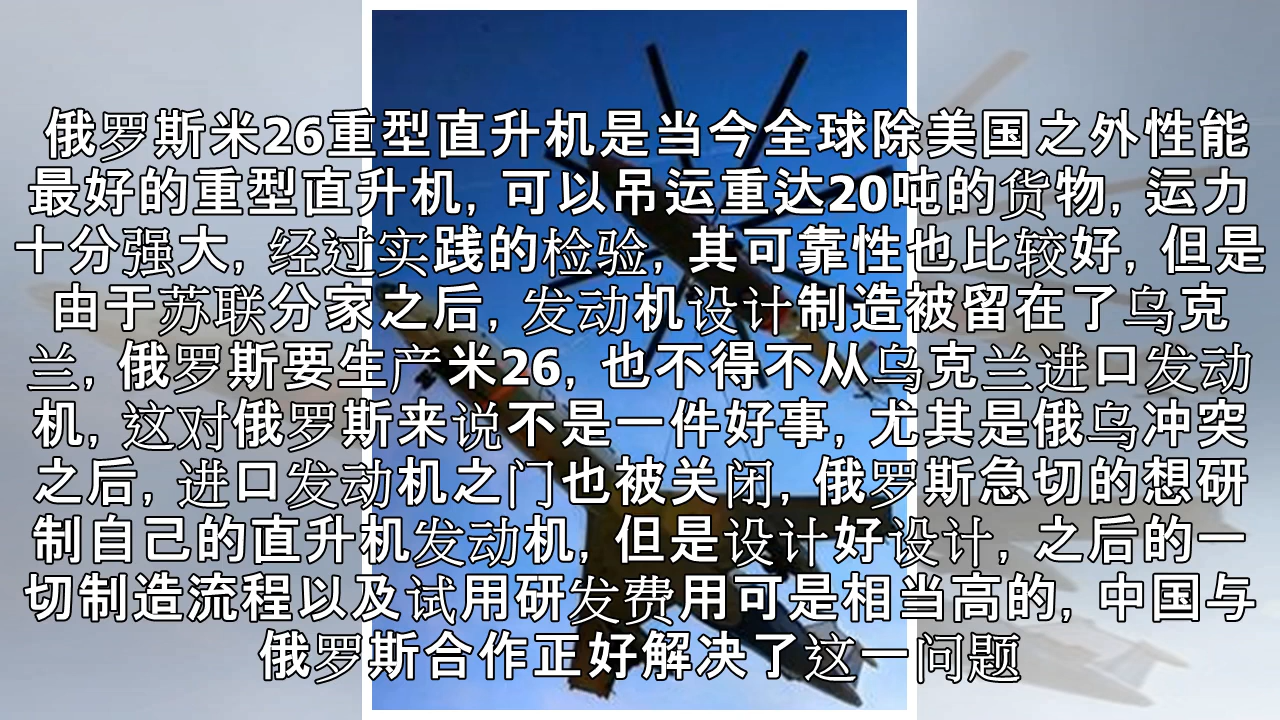 俄罗斯米26重型直升机是当今全球除美国之外性能
最好的重型直升机, 可以吊运重达20吨的货物, 运力
十分强大, 经过实践的检验, 其可靠性也比较好, 但是
由于苏联分家之后, 发动机设计制造被留在了乌克
兰, 俄罗斯要生产米26, 也不得不从乌克兰进口发动
机, 这对俄罗斯来说不是一件好事, 尤其是俄乌冲突
之后, 进口发动机之门也被关闭, 俄罗斯急切的想研
制自己的直升机发动机, 但是设计好设计, 之后的一
切制造流程以及试用研发费用可是相当高的, 中国与
俄罗斯合作正好解决了这一问题